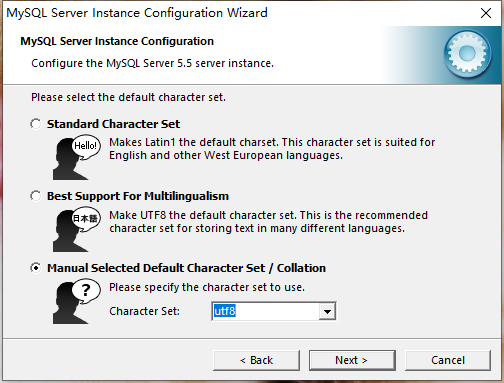 MySQL Server Instance Configuration Wizard
MySQL Server Instance Configuration
Configure the MySQL Server 5.5 server instance.
Please select the default character set.
Standard Character Set
Hello!
Makes Latin1 the default charset. This character set is suited for
English and other West European languages.
Best Support For Multilingualism
日本語
Make UTF8 the default character set. This is the recommended
character set for storing text in many different languages.
Manual Selected Default Character Set / Collation
?
Please specify the character set to use.
Character Set: utf8
< Back Next > Cancel